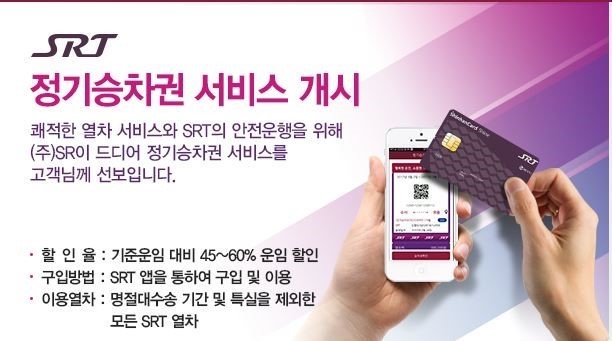 SRT
정기승차권 서비스 개시
쾌적한 열차 서비스와 SRT의 안전운행을 위해
(주)SR이 드디어 정기승차권 서비스를
고객님께 선보입니다.
• 할 인 율 : 기준운임 대비 45~60% 운임 할인
• 구입방법 : SRT 앱을 통하여 구입 및 이용
• 이용열차 : 명절대수송 기간 및 특실을 제외한
모든 SRT 열차
ShinhanCard
SRT